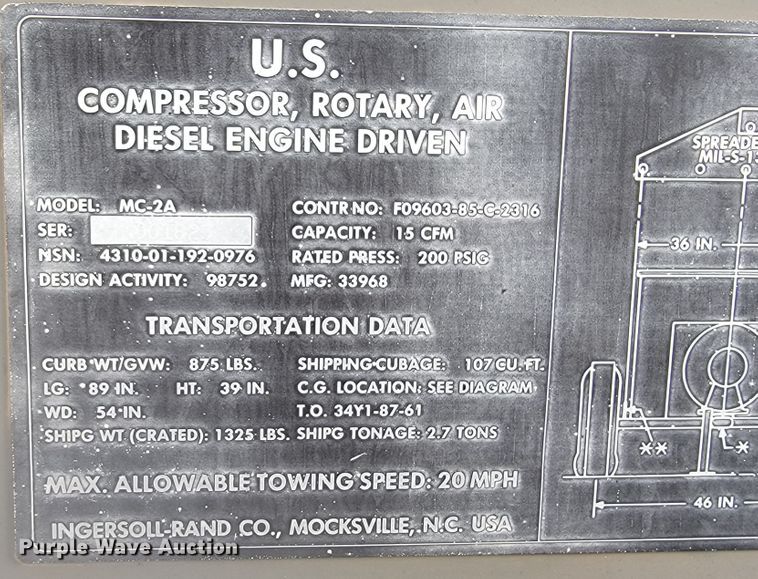 U.S.
COMPRESSOR, ROTARY, AIR
DIESEL ENGINE DRIVEN
MODEL: MC-2A
SER:
NSN: 4310-01-192-0976
DESIGN ACTIVITY: 98752
CONTR NO: F09603-85-C-2316
CAPACITY: 15 CFM
RATED PRESS: 200 PSIG
MFG: 33968
TRANSPORTATION DATA
CURB WT/GVW: 875 LBS.
LG: 89 IN. HT: 39 IN.
WD: 54 IN.
SHIPG WT (CRATED): 1325 LBS.
SHIPPING CUBAGE: 107 CU. FT.
C.G. LOCATION: SEE DIAGRAM
T.O. 34Y1-87-61
SHIPG TONAGE: 2.7 TONS
MAX. ALLOWABLE TOWING SPEED: 20 MPH
INGERSOLL-RAND CO., MOCKSVILLE, N.C. USA
SPREADE
MIL-S-13
36 IN.
**
*
46 IN.
Purple Wave Auction